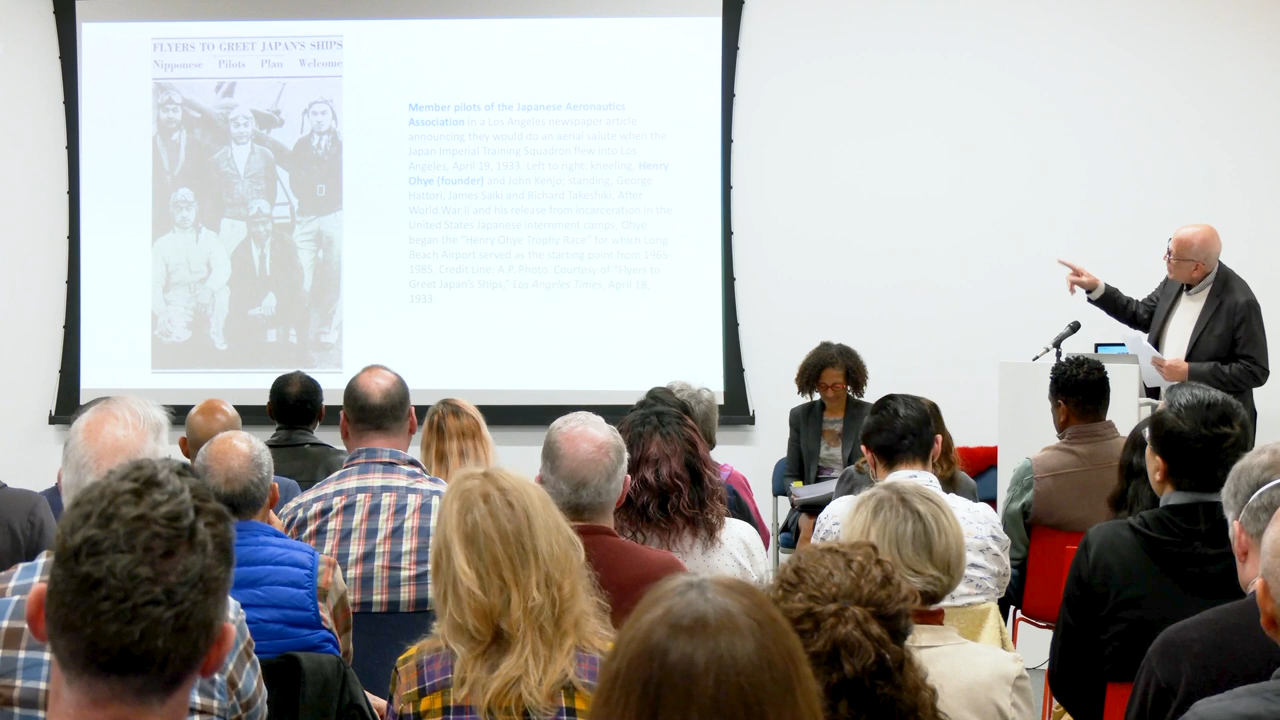 FLYERS TO GREET JAPAN'S SHIPS
Nipponese Pilots Plan Welcome
Member pilots of the Japanese Aeronautics
Association in a Los Angeles newspaper article
announcing they would do an aerial salute when the
Japan Imperial Training Squadron flew into Los
Angeles, April 19, 1933. Left to right: kneeling, Henry
Ohye (founder) and John Kenjo; standing, George
Hattori, James Saiki and Richard Takeshiki. After
World War II and his release from incarceration in the
United States Japanese internment camps, Ohye
began the "Henry Ohye Trophy Race" for which Long
Beach Airport served as the starting point from 1965-
1985. Credit Line: A.P. Photo. Courtesy of "Flyers to
Greet Japan's Ships," Los Angeles Times, April 18,
1933.